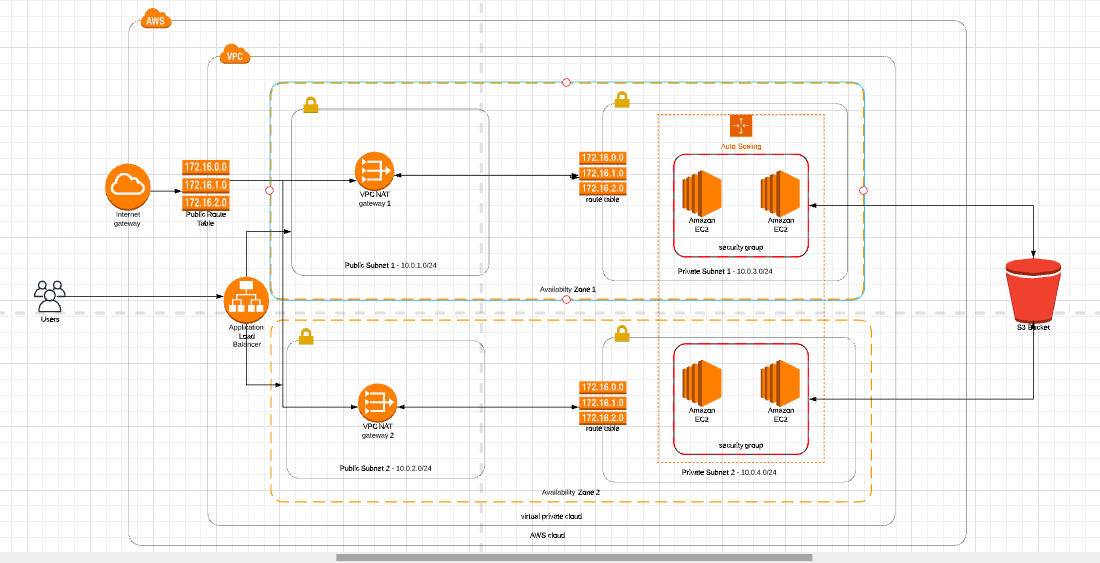 AWS
VPC
Auto Scaling
172.16.0.0
172.16.1.0
172.16.2.0
Public Route
Table
Internet
gateway
VPC NAT
gateway 1
172.16.0.0
172.16.1.0
172.16.2.0
route table
Amazan
EC2
Amazan
EC2
security group
Public Subnet 1 - 10.0.1.0/24
Private Subnet 1 - 10.0.3.0/24
Availabilty Zone 1
Users
Application
Load
Balancer
S3 Bucket
VPC NAT
gateway 2
172.16.0.0
172.16.1.0
172.16.2.0
route table
Amazan
EC2
Amazan
EC2
security group
Public Subnet 2 - 10.0.2.0/24
Private Subnet 2 - 10.0.4.0/24
Availability Zone 2
virtual private cloud
AWS cloud